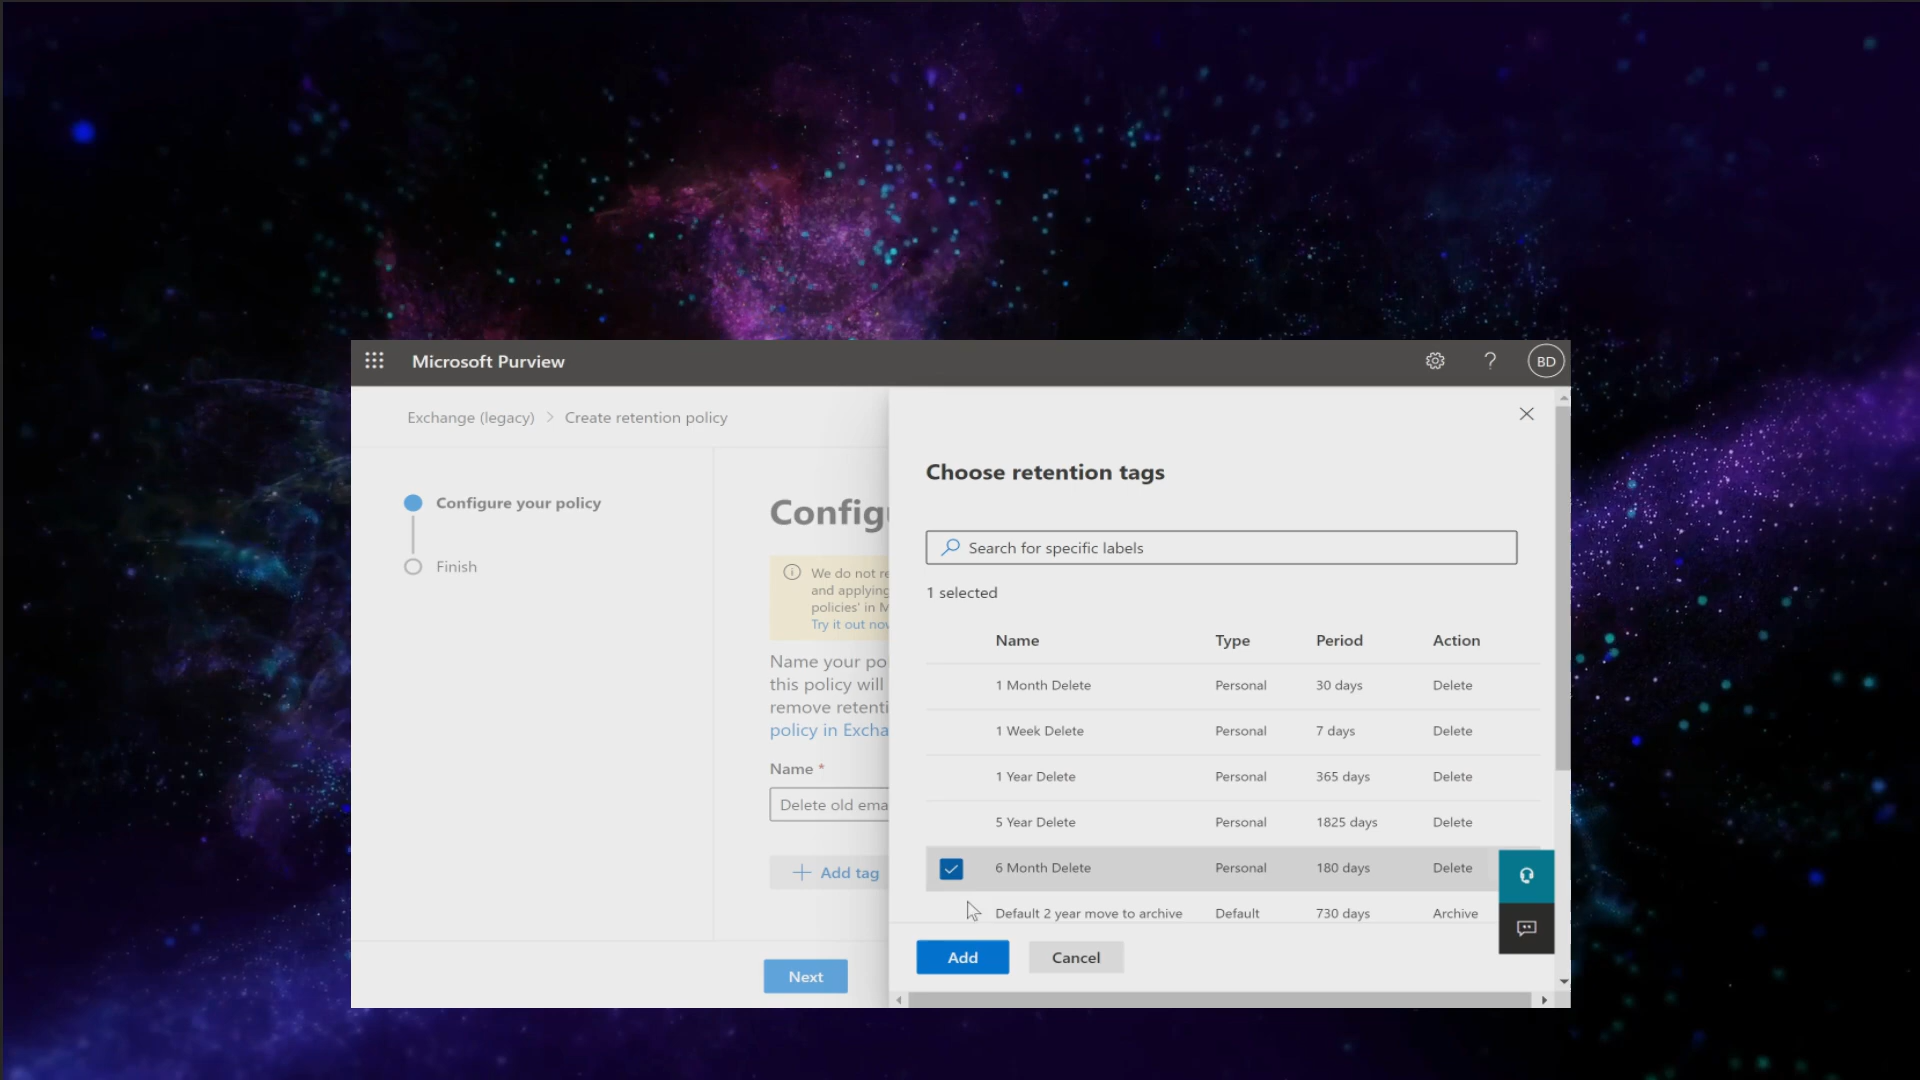 Microsoft Purview
?
BD
Exchange (legacy) > Create retention policy
Configure your policy
Finish
Config
We do not re
and applying
policies' in M
Try it out now
Name your po
this policy will
remove retenti
policy in Excha
Name *
Delete old ema
+ Add tag
Next
Choose retention tags
Search for specific labels
1 selected
Name Type Period Action
1 Month Delete Personal 30 days Delete
1 Week Delete Personal 7 days Delete
1 Year Delete Personal 365 days Delete
5 Year Delete Personal 1825 days Delete
6 Month Delete Personal 180 days Delete
Default 2 year move to archive Default 730 days Archive
Add Cancel